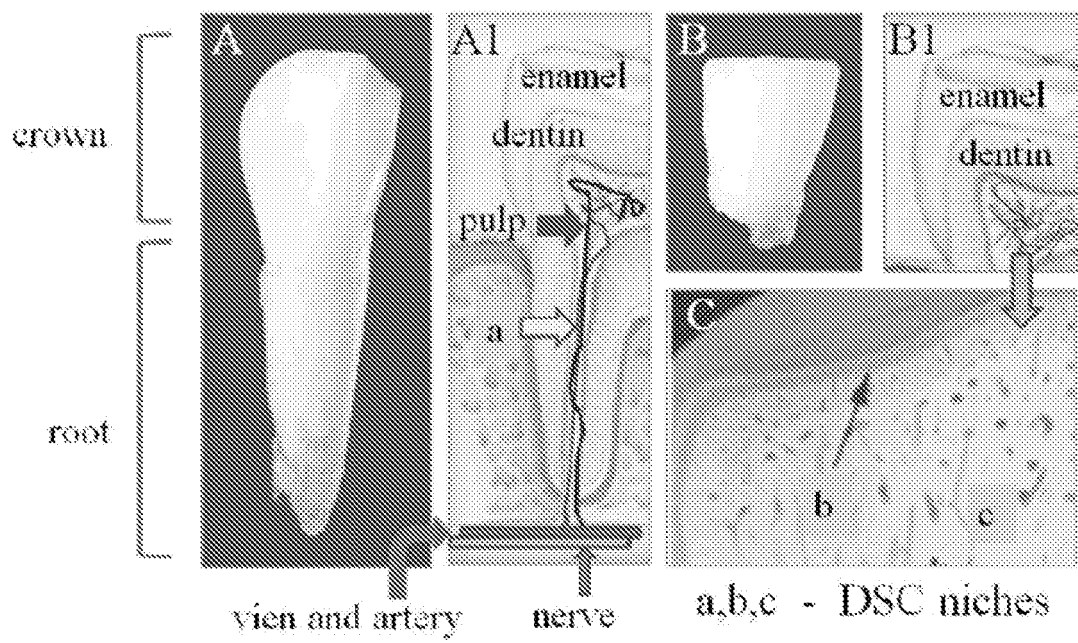 A
A1
B
B1
enamel
enamel
dentin
dentin
crown
pulp
C
a
root
b
c
vien and artery
nerve
a,b,c - DSC niches